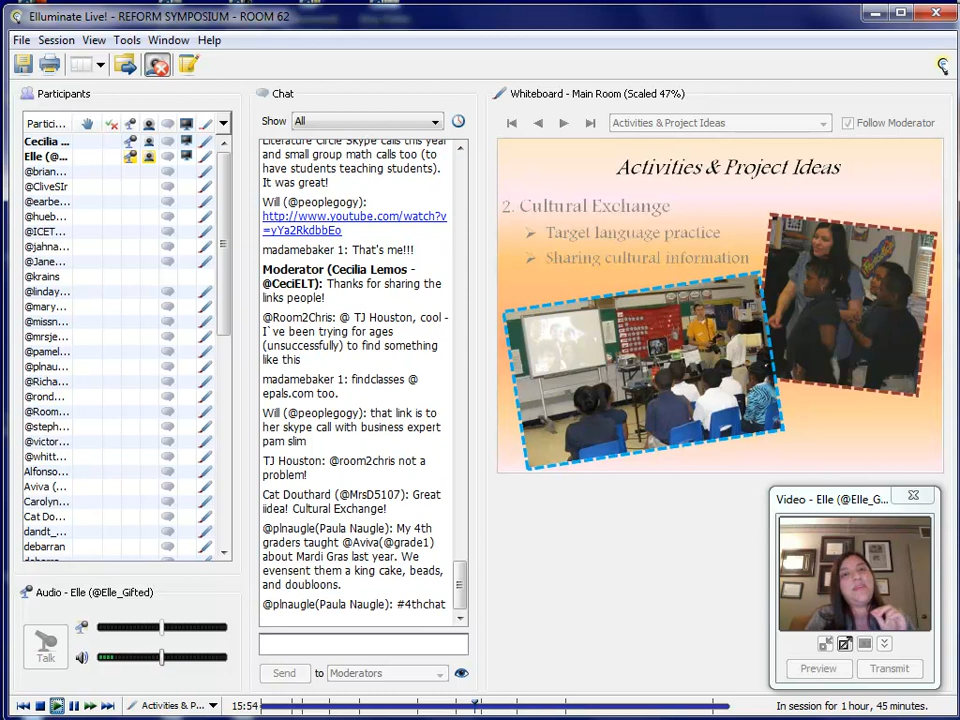 Elluminate Live! - REFORM SYMPOSIUM - ROOM 62
File Session View Tools Window Help
Participants
Partici...
Cecilia ...
Elle (@...
@brian...
@CliveSIr
@earbe...
@hueb...
@ICET...
@jahna...
@Jane...
@krains
@linday...
@mary...
@missn...
@mrsje...
@pamel...
@plnau...
@Richa...
@rond...
@Room...
@steph...
@victor...
@whitt...
Alfonso...
Aviva (...
Carolyn...
Cat Do...
dandt_...
debarran
Audio - Elle (@Elle_Gifted)
Talk
Chat
Show All
Literature Circle Skype calls this year
and small group math calls too (to
have students teaching students).
It was great!
Will (@peoplegogy):
http://www.youtube.com/watch?v
=vYa2RkdbbEo
madamebaker 1: That's me!!!
Moderator (Cecilia Lemos -
@CeciELT): Thanks for sharing the
links people!
@Room2Chris: @ TJ Houston, cool -
I`ve been trying for ages
(unsuccessfully) to find something
like this
madamebaker 1: findclasses @
epals.com too.
Will (@peoplegogy): that link is to
her skype call with business expert
pam slim
TJ Houston: @room2chris not a
problem!
Cat Douthard (@MrsD5107): Great
iidea! Cultural Exchange!
@plnaugle(Paula Naugle): My 4th
graders taught @Aviva(@grade1)
about Mardi Gras last year. We
evensent them a king cake, beads,
and doubloons.
@plnaugle(Paula Naugle): #4thchat
Send to Moderators
Whiteboard - Main Room (Scaled 47%)
Activities & Project Ideas
Follow Moderator
Activities & Project Ideas
2. Cultural Exchange
Target language practice
Sharing cultural information
Video - Elle (@Elle_G...
Preview Transmit
Activities & P...
15:54
In session for 1 hour, 45 minutes.